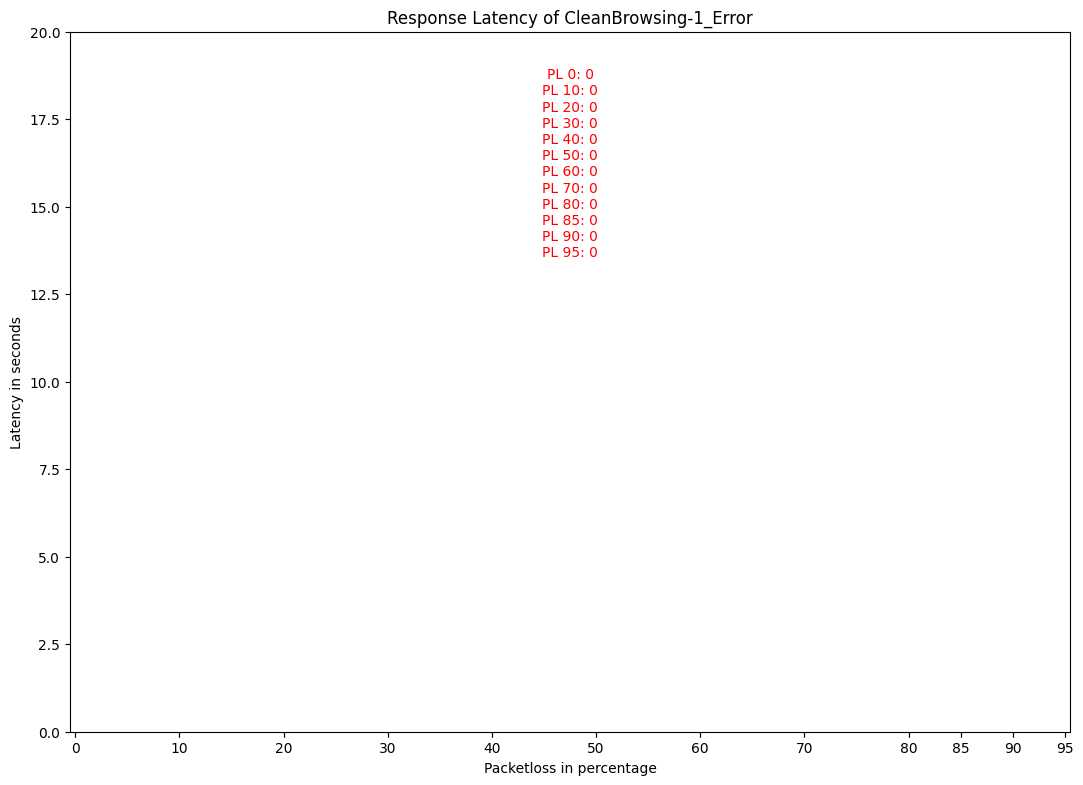 Response Latency of CleanBrowsing-1_Error
20.0
17.5
15.0
12.5
10.0
7.5
5.0
2.5
0.0
Latency in seconds
PL 0: 0
PL 10: 0
PL 20: 0
PL 30: 0
PL 40: 0
PL 50: 0
PL 60: 0
PL 70: 0
PL 80: 0
PL 85: 0
PL 90: 0
PL 95: 0
0 10 20 30 40 50 60 70 80 85 90 95
Packetloss in percentage